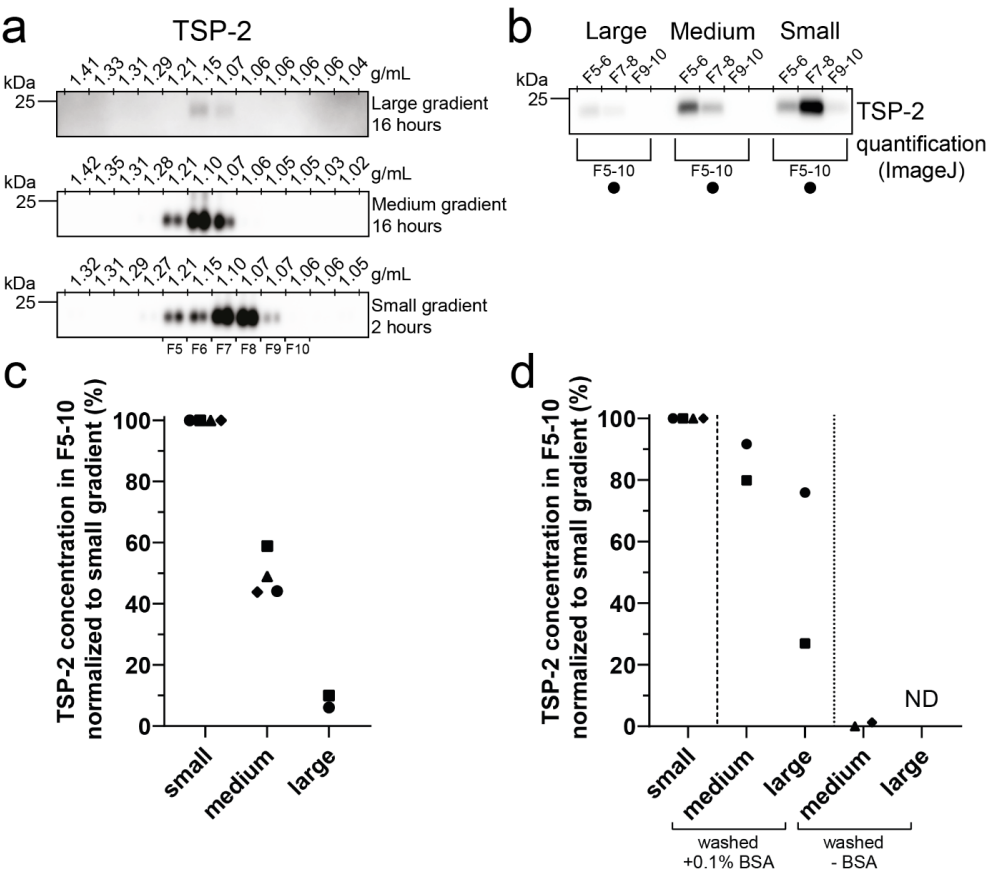 a
TSP-2
kDa
1.41 1.33 1.31 1.29 1.21 1.15 1.07 1.06 1.06 1.06 1.06 1.04 g/mL
25
Large gradient
16 hours
kDa
1.42 1.35 1.31 1.28 1.21 1.10 1.07 1.06 1.05 1.05 1.03 1.02 g/mL
25
Medium gradient
16 hours
kDa
1.32 1.31 1.29 1.27 1.21 1.15 1.10 1.07 1.07 1.06 1.06 1.05 g/mL
25
Small gradient
2 hours
F5 F6 F7 F8 F9 F10
b
Large Medium Small
kDa
F5-6 F7-8 F9-10 F5-6 F7-8 F9-10 F5-6 F7-8 F9-10
25
TSP-2
F5-10 F5-10 F5-10
quantification
(ImageJ)
c
TSP-2 concentration in F5-10
normalized to small gradient (%)
100
80
60
40
20
0
small medium large
d
TSP-2 concentration in F5-10
normalized to small gradient (%)
100
80
60
40
20
0
ND
small medium large medium large
washed
+0.1% BSA
washed
- BSA